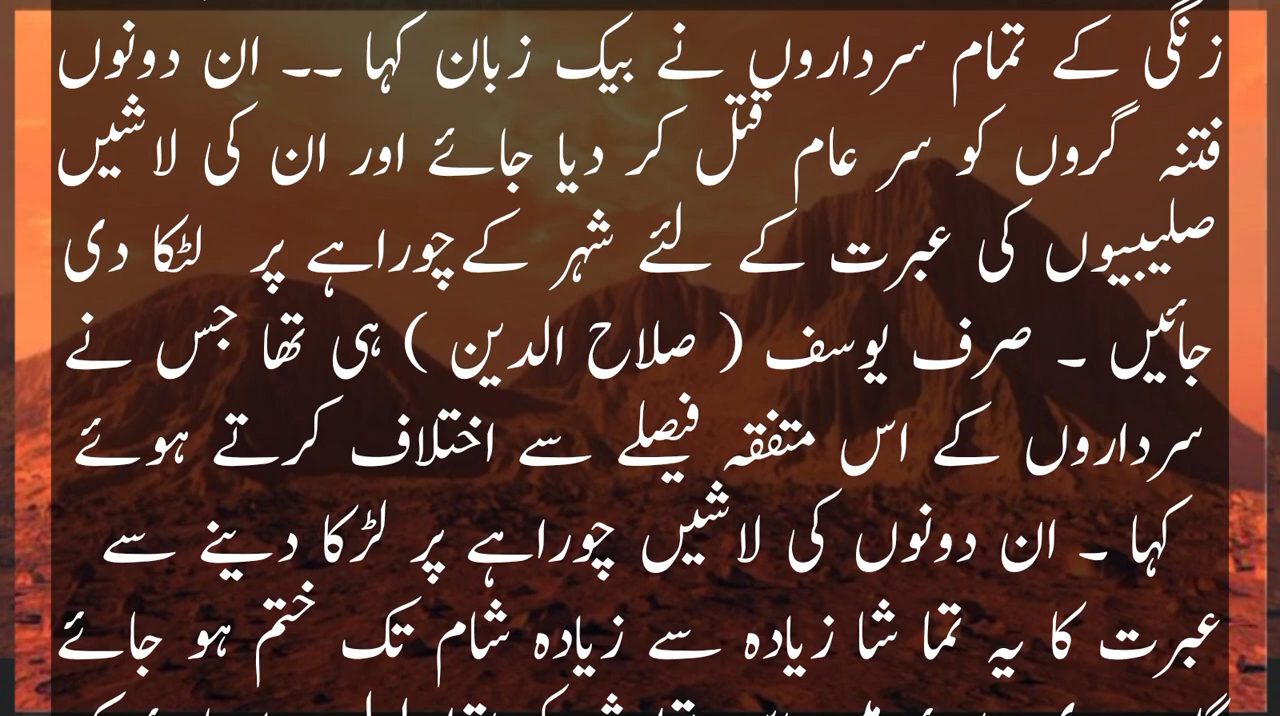 زنگی کے تمام سرداروں نے بیک زبان کہا ۔۔ ان دونوں
فتنہ گروں کو سر عام قتل کر دیا جائے اور ان کی لاشیں
صلیبیوں کی عبرت کے لئے شہر کے چوراہے پر لٹکا دی
جائیں ۔ صرف یوسف ( صلاح الدین ) ہی تھا جس نے
سرداروں کے اس متفقہ فیصلے سے اختلاف کرتے ہوئے
کہا ۔ ان دونوں کی لاشیں چوراہے پر لڑکا دینے سے
عبرت کا یہ تما شا زیادہ سے زیادہ شام تک ختم ہو جائے